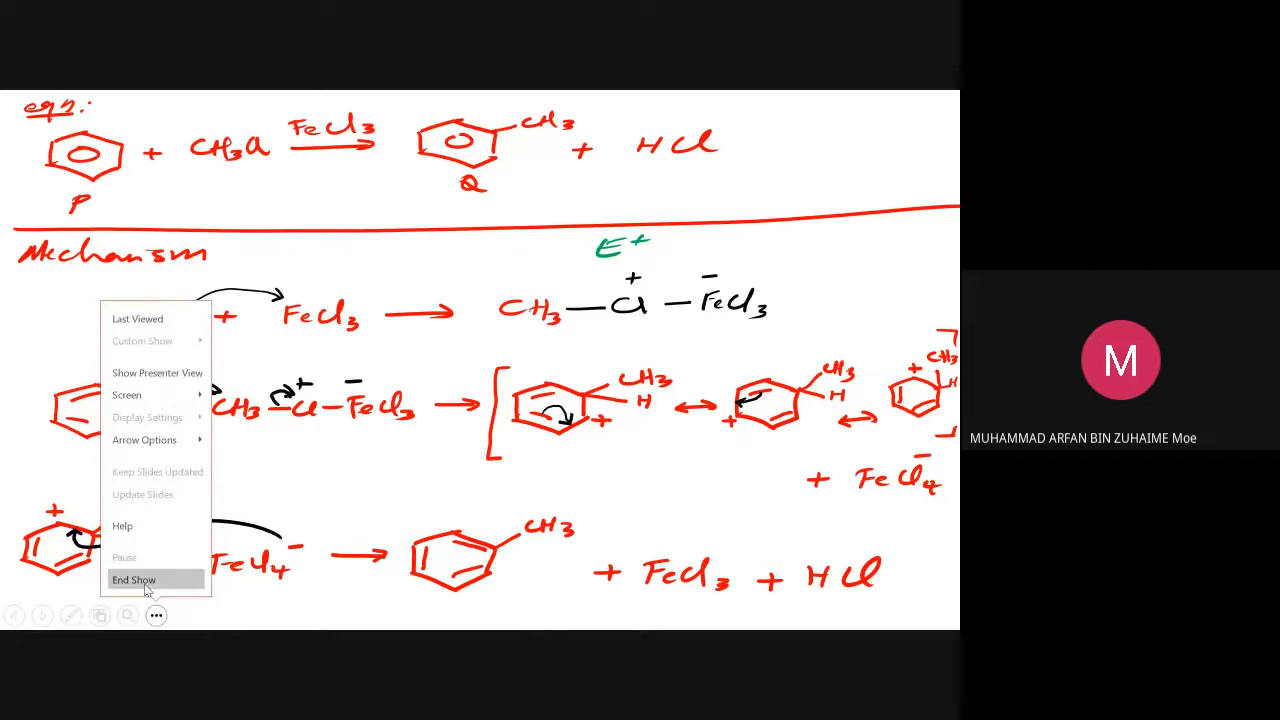 eqn:
+ CH3Cl FeCl3 → CH3 + HCl
P Q
Mechanism
E+
+ FeCl3 → CH3 — Cl+ — FeCl3-
CH3 — Cl+ — FeCl3- → [ CH3 H + ↔ CH3 H + ↔ CH3 H + ]
+ FeCl4-
+ FeCl4- → CH3 + FeCl3 + HCl
Last Viewed
Custom Show
Show Presenter View
Screen
Display Settings
Arrow Options
Keep Slides Updated
Update Slides
Help
Pause
End Show
M
MUHAMMAD ARFAN BIN ZUHAIME Moe